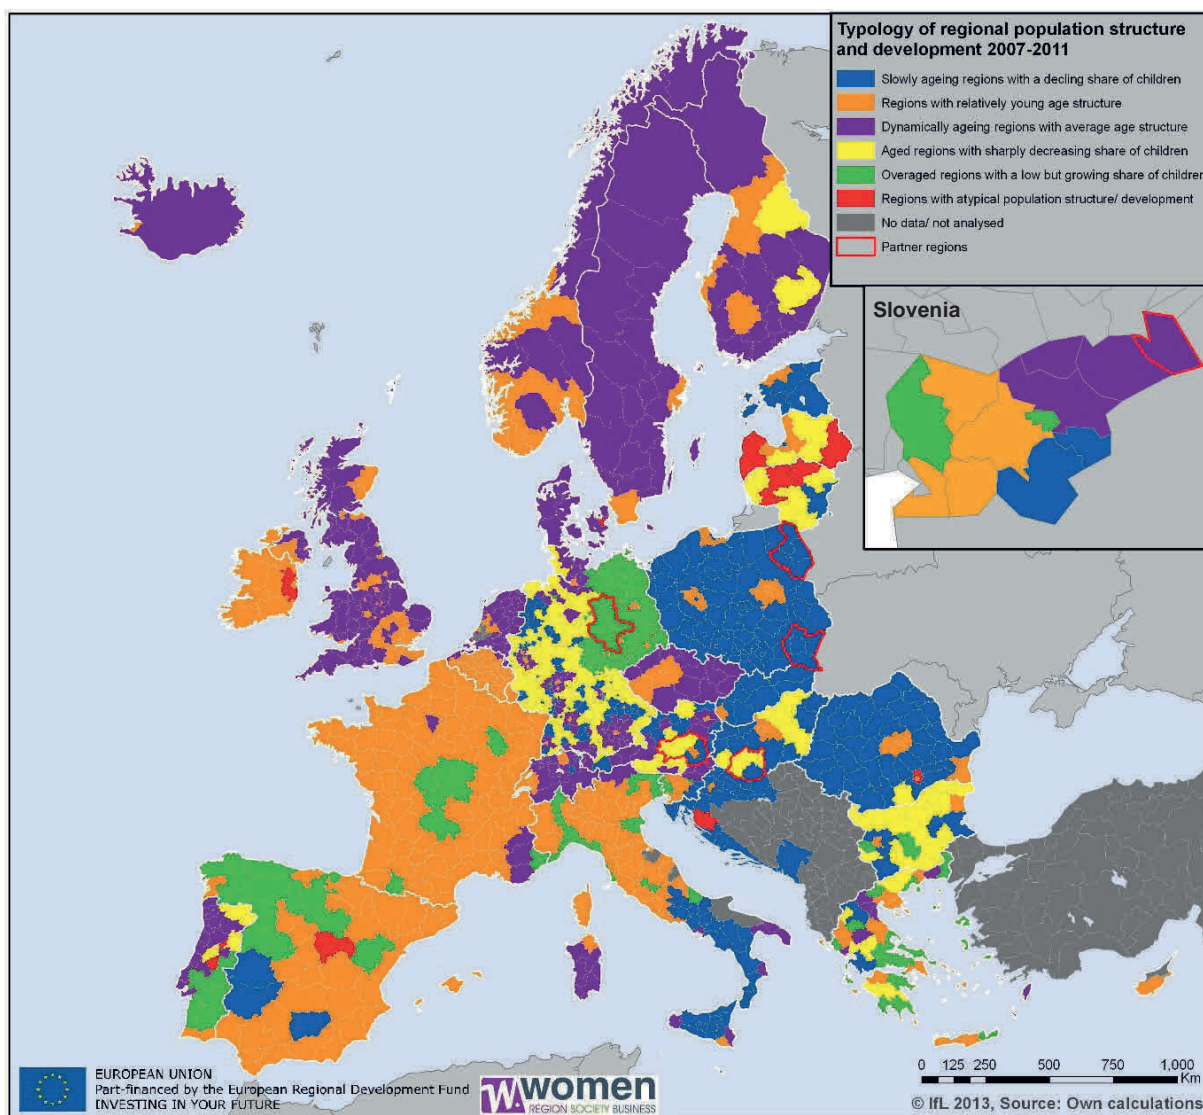 Typology of regional population structure
and development 2007-2011
Slowly ageing regions with a decling share of children
Regions with relatively young age structure
Dynamically ageing regions with average age structure
Aged regions with sharply decreasing share of children
Overaged regions with a low but growing share of children
Regions with atypical population structure/ development
No data/ not analysed
Partner regions
Slovenia
EUROPEAN UNION
Part-financed by the European Regional Development Fund
INVESTING IN YOUR FUTURE
W. women
REGION SOCIETY BUSINESS
0 125 250 500 750 1,000
Km
© IfL 2013, Source: Own calculations